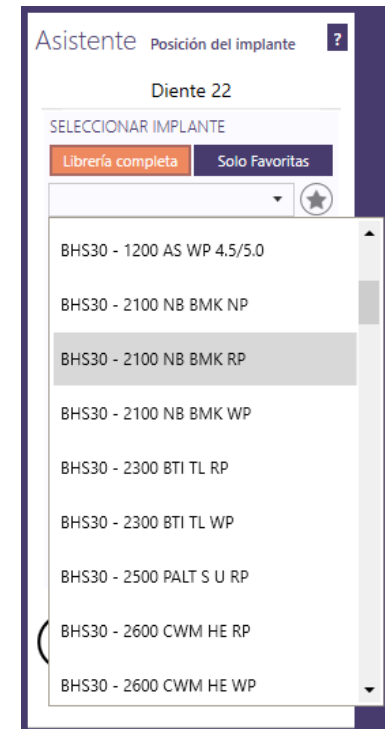 Asistente Posición del implante ?
Diente 22
SELECCIONAR IMPLANTE
Librería completa Solo Favoritas
BHS30 - 1200 AS WP 4.5/5.0
BHS30 - 2100 NB BMK NP
BHS30 - 2100 NB BMK RP
BHS30 - 2100 NB BMK WP
BHS30 - 2300 BTI TL RP
BHS30 - 2300 BTI TL WP
BHS30 - 2500 PALT S U RP
BHS30 - 2600 CWM HE RP
BHS30 - 2600 CWM HE WP